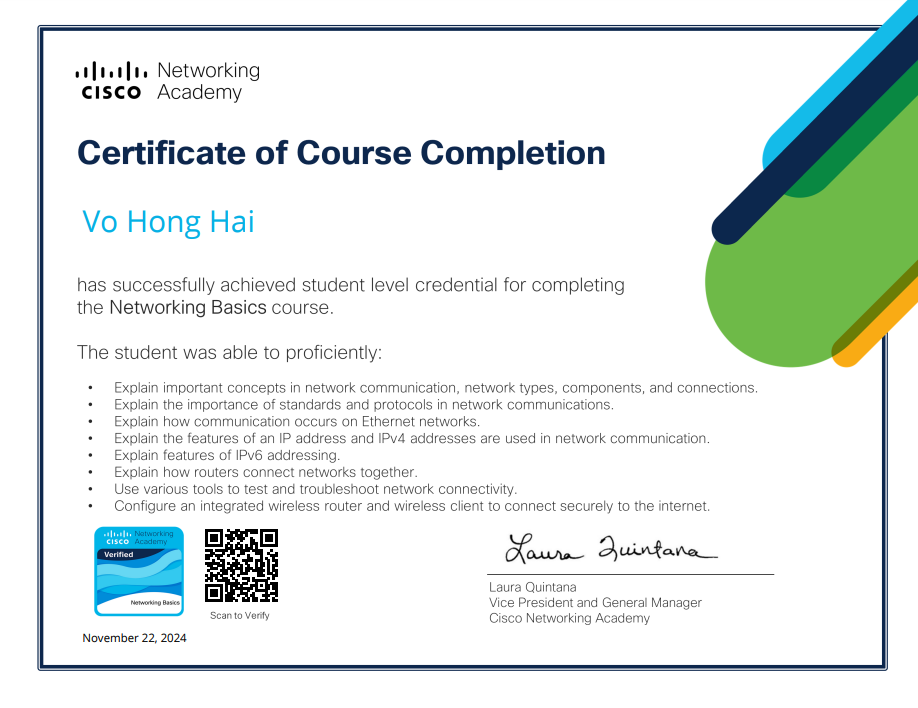 Networking
CISCO Academy
Certificate of Course Completion
Vo Hong Hai
has successfully achieved student level credential for completing
the Networking Basics course.
The student was able to proficiently:
• Explain important concepts in network communication, network types, components, and connections.
• Explain the importance of standards and protocols in network communications.
• Explain how communication occurs on Ethernet networks.
• Explain the features of an IP address and IPv4 addresses are used in network communication.
• Explain features of IPv6 addressing.
• Explain how routers connect networks together.
• Use various tools to test and troubleshoot network connectivity.
• Configure an integrated wireless router and wireless client to connect securely to the internet.
Networking
CISCO Academy
Verified
Networking Basics
Scan to Verify
November 22, 2024
Laura Quintana
Laura Quintana
Vice President and General Manager
Cisco Networking Academy